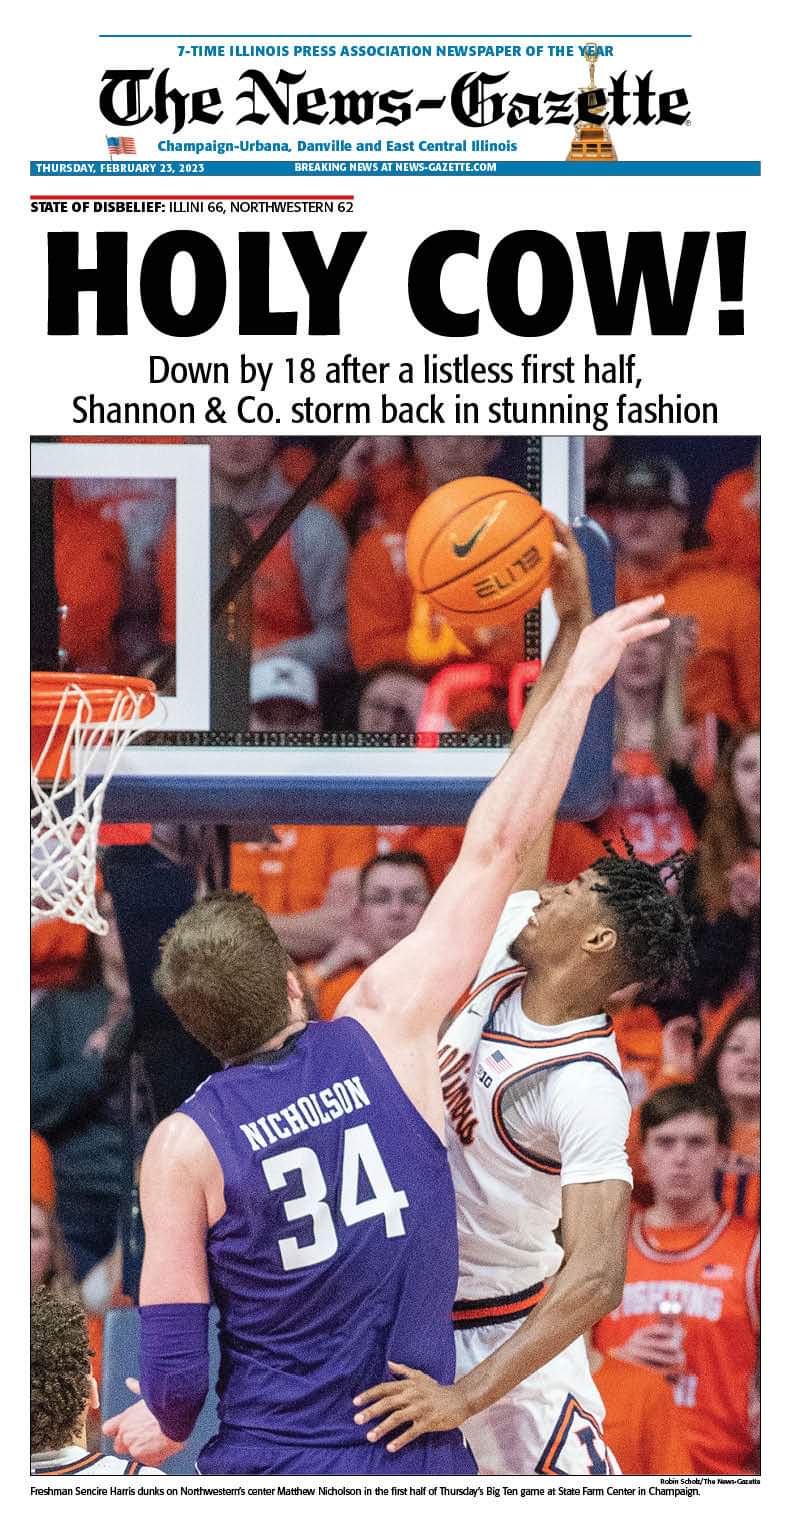 7-TIME ILLINOIS PRESS ASSOCIATION NEWSPAPER OF THE YEAR
The News-Gazette
Champaign-Urbana, Danville and East Central Illinois
THURSDAY, FEBRUARY 23, 2023 BREAKING NEWS AT NEWS-GAZETTE.COM
STATE OF DISBELIEF: ILLINI 66, NORTHWESTERN 62
HOLY COW!
Down by 18 after a listless first half,
Shannon & Co. storm back in stunning fashion
ELITE
33
NICHOLSON
34
Illinois
B1G
FIGHTING
I
Robin Scholz/The News-Gazette
Freshman Sencire Harris dunks on Northwestern's center Matthew Nicholson in the first half of Thursday's Big Ten game at State Farm Center in Champaign.